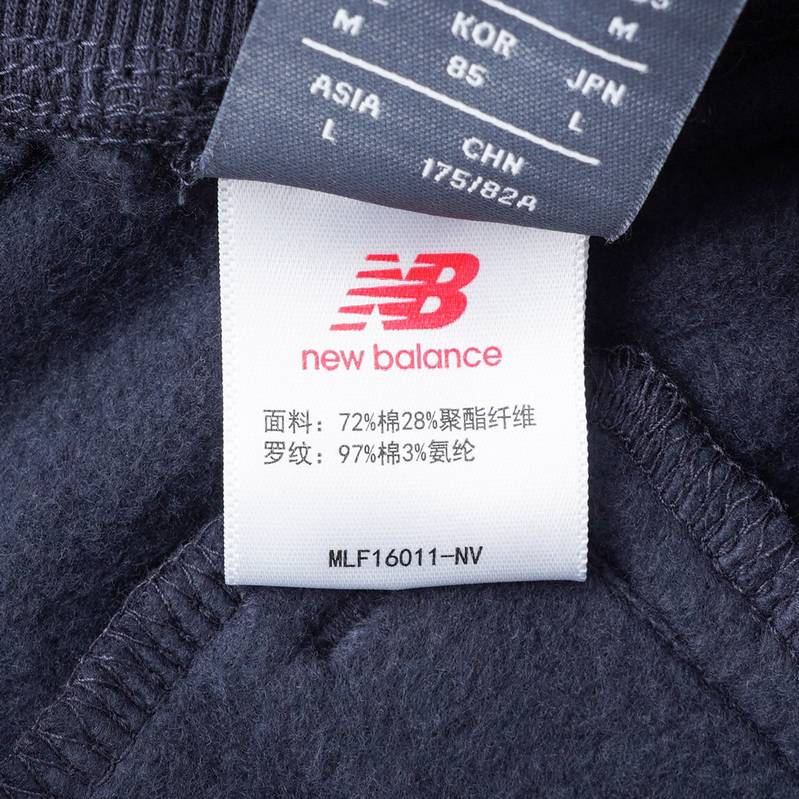 M
KOR
85
M
JPN
L
ASIA
L
CHN
175/82A
NB
new balance
面料：72%棉28%聚酯纤维
罗纹：97%棉3%氨纶
MLF16011-NV